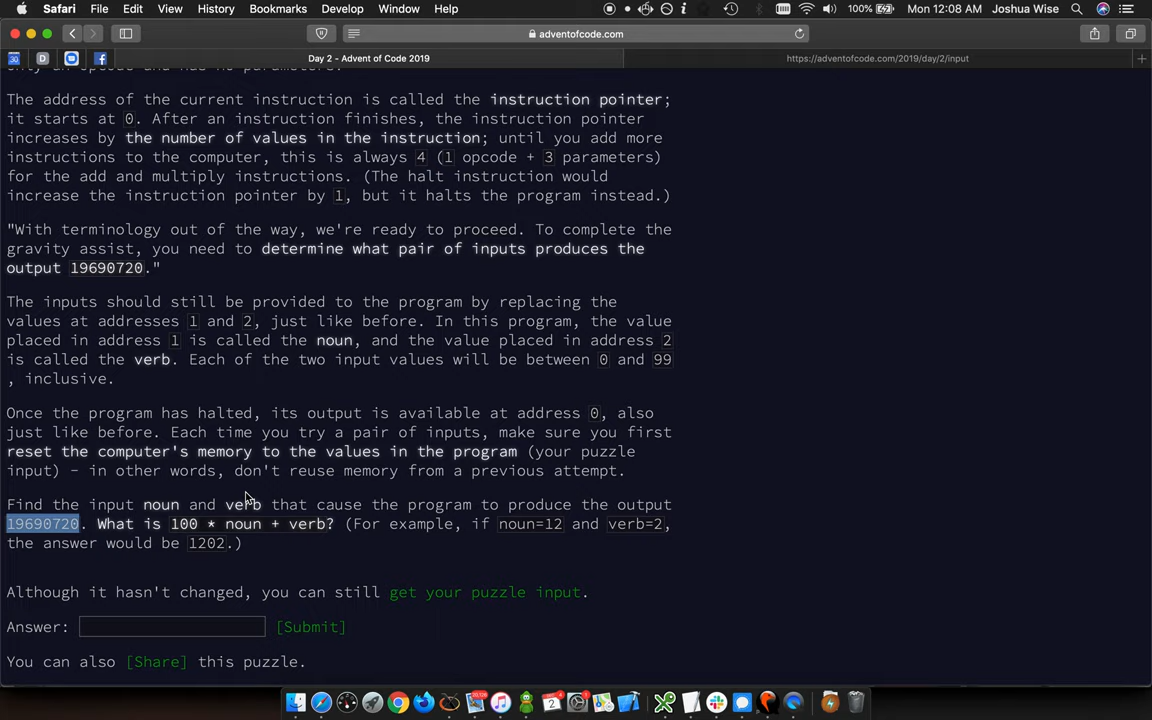 Safari File Edit View History Bookmarks Develop Window Help 100% Mon 12:08 AM Joshua Wise
adventofcode.com
Day 2 - Advent of Code 2019 https://adventofcode.com/2019/day/2/input
only an opcode and has no parameters.
The address of the current instruction is called the instruction pointer;
it starts at 0. After an instruction finishes, the instruction pointer
increases by the number of values in the instruction; until you add more
instructions to the computer, this is always 4 (1 opcode + 3 parameters)
for the add and multiply instructions. (The halt instruction would
increase the instruction pointer by 1, but it halts the program instead.)
"With terminology out of the way, we're ready to proceed. To complete the
gravity assist, you need to determine what pair of inputs produces the
output 19690720."
The inputs should still be provided to the program by replacing the
values at addresses 1 and 2, just like before. In this program, the value
placed in address 1 is called the noun, and the value placed in address 2
is called the verb. Each of the two input values will be between 0 and 99
, inclusive.
Once the program has halted, its output is available at address 0, also
just like before. Each time you try a pair of inputs, make sure you first
reset the computer's memory to the values in the program (your puzzle
input) - in other words, don't reuse memory from a previous attempt.
Find the input noun and verb that cause the program to produce the output
19690720. What is 100 * noun + verb? (For example, if noun=12 and verb=2,
the answer would be 1202.)
Although it hasn't changed, you can still get your puzzle input.
Answer: [Submit]
You can also [Share] this puzzle.